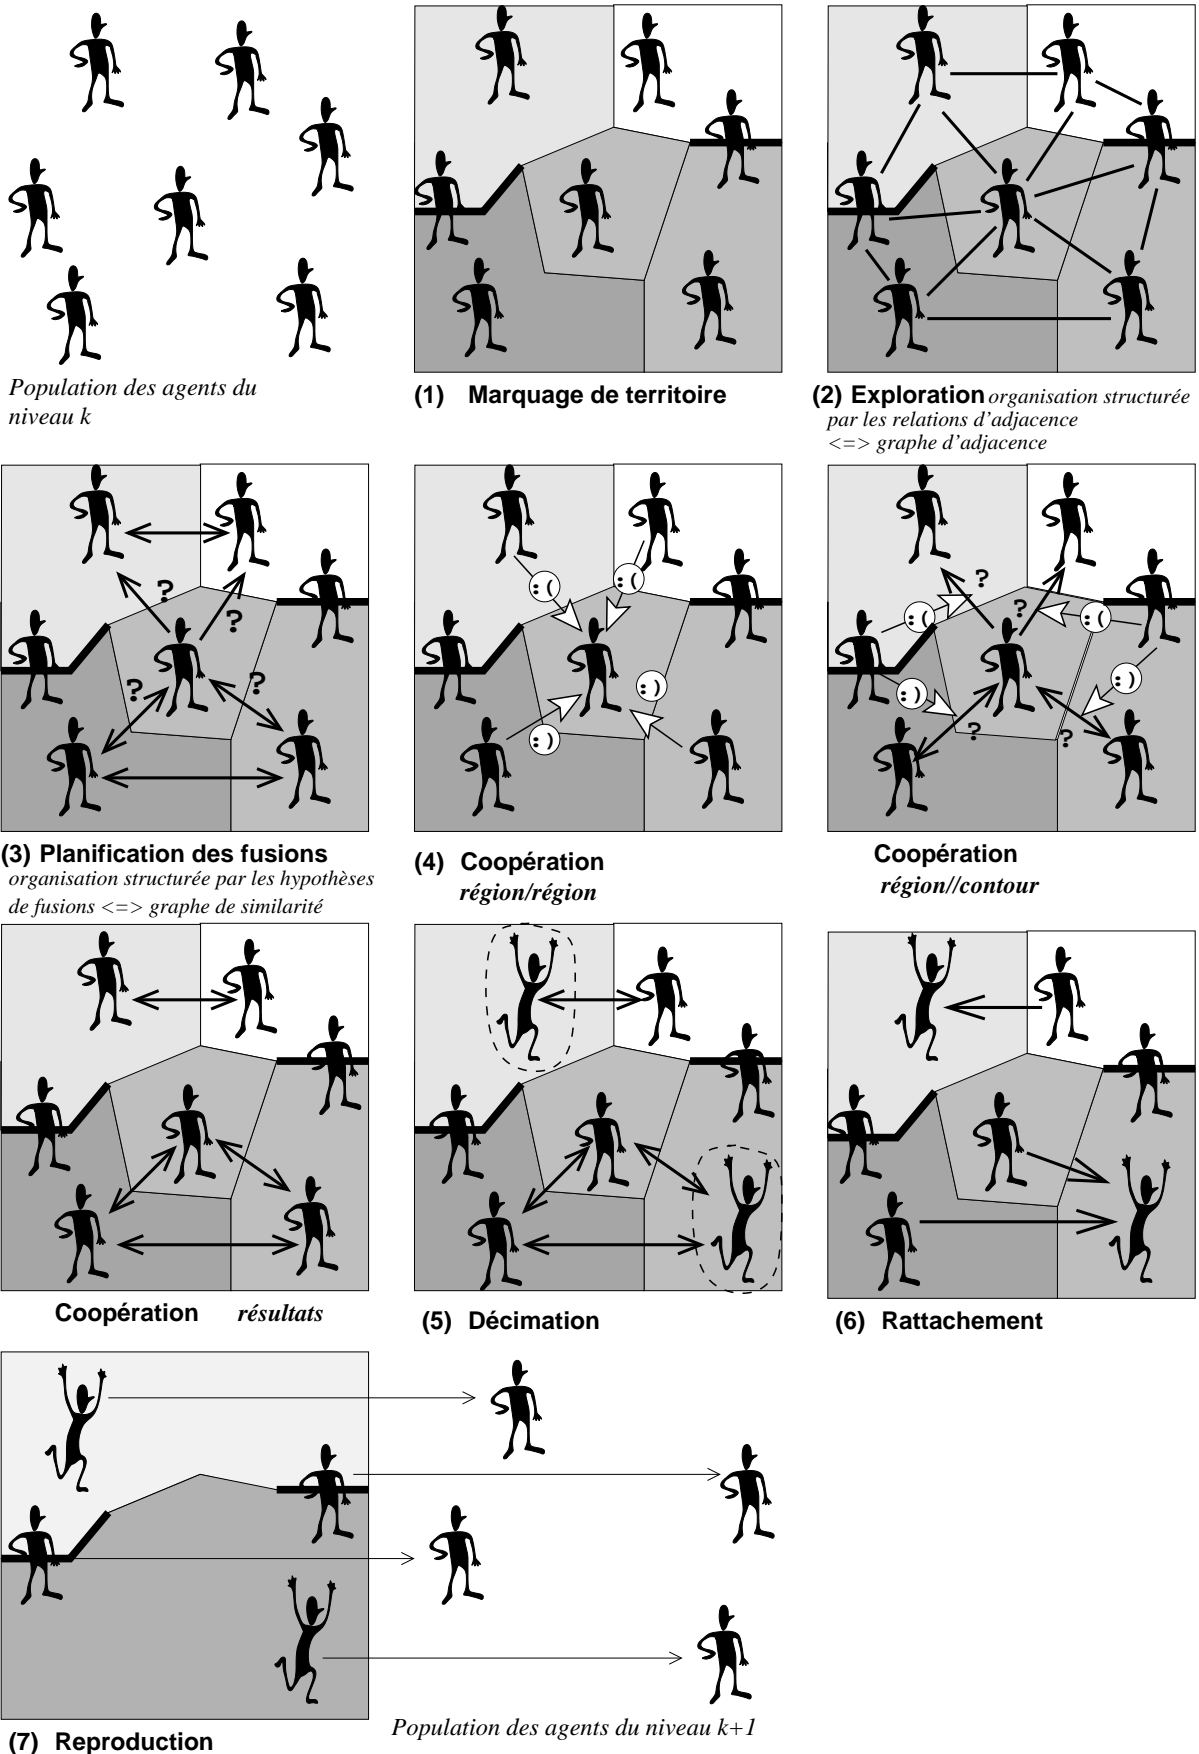 Population des agents du
niveau k
(1) Marquage de territoire
(2) Exploration organisation structurée
par les relations d'adjacence
<=> graphe d'adjacence
? ? ? ?
:( :( :) :)
? ? :( :( :) :) ? ?
(3) Planification des fusions
organisation structurée par les hypothèses
de fusions <=> graphe de similarité
(4) Coopération
région/région
Coopération
région//contour
Coopération résultats
(5) Décimation
(6) Rattachement
(7) Reproduction
Population des agents du niveau k+1